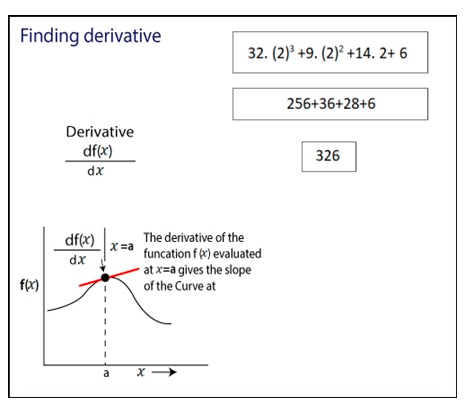 Finding derivative
32. (2)³ +9. (2)² +14. 2+ 6
256+36+28+6
326
Derivative
df(x)
dx
df(x)
dx
x =a
The derivative of the
funcation f (x) evaluated
at x=a gives the slope
of the Curve at
f(x)
a
x